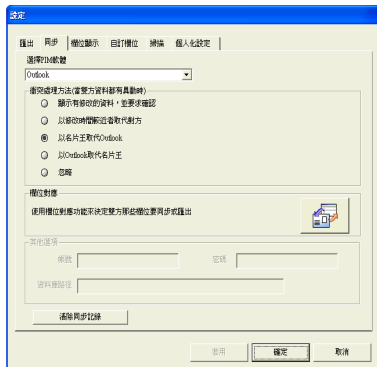 設定
匯出 同步 欄位顯示 自訂欄位 掃描 個人化設定
選擇PIM軟體
Outlook
衝突處理方法(當雙方資料都有異動時)
顯示有修改的資料，並要求確認
以修改時間較近者取代對方
以名片王取代Outlook
以Outlook取代名片王
忽略
欄位對應
使用欄位對應功能來決定雙方那些欄位要同步或匯出
其他選項
帳號 密碼
資料庫路徑
清除同步記錄
套用 確定 取消